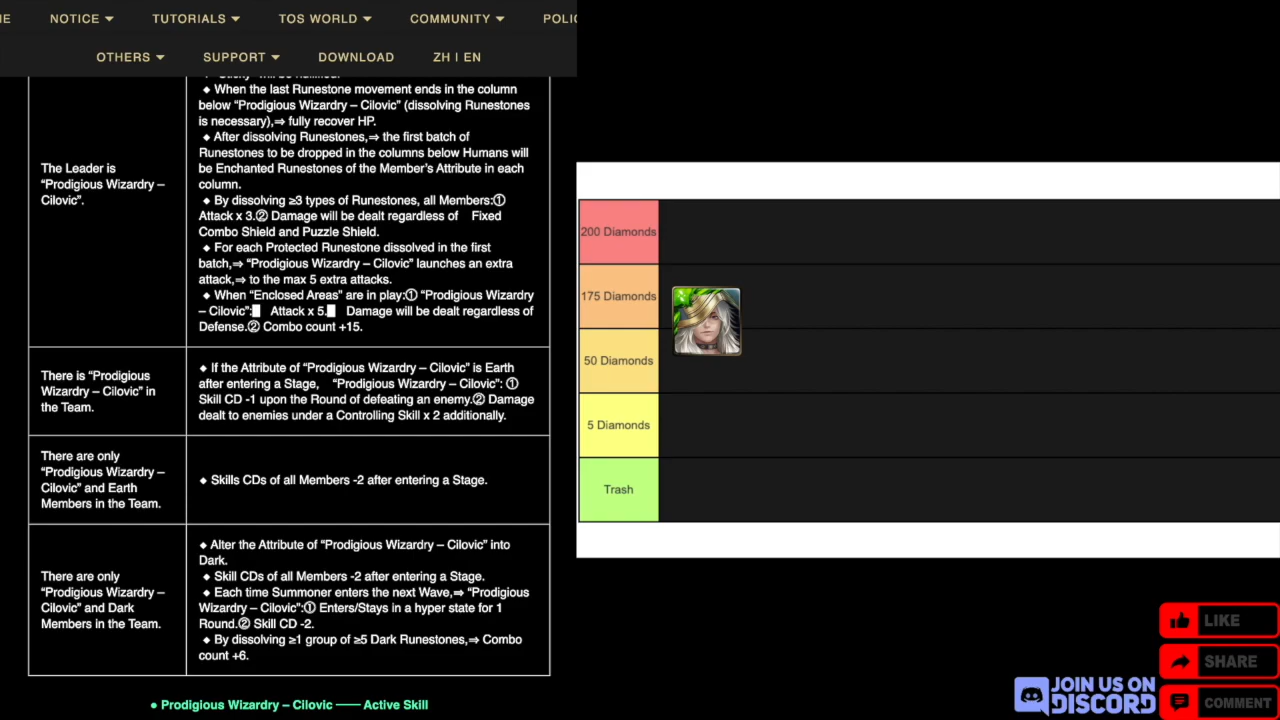 NOTICE
TUTORIALS
TOS WORLD
COMMUNITY
OTHERS
SUPPORT
DOWNLOAD
ZH | EN
The Leader is
“Prodigious Wizardry –
Cilovic”.
◆ When the last Runestone movement ends in the column
below “Prodigious Wizardry – Cilovic” (dissolving Runestones
is necessary),⇒ fully recover HP.
◆ After dissolving Runestones,⇒ the first batch of
Runestones to be dropped in the columns below Humans will
be Enchanted Runestones of the Member’s Attribute in each
column.
◆ By dissolving ≥3 types of Runestones, all Members:①
Attack x 3.② Damage will be dealt regardless of Fixed
Combo Shield and Puzzle Shield.
◆ For each Protected Runestone dissolved in the first
batch,⇒ “Prodigious Wizardry – Cilovic” launches an extra
attack,⇒ to the max 5 extra attacks.
◆ When “Enclosed Areas” are in play:① “Prodigious Wizardry
– Cilovic”:█ Attack x 5.█ Damage will be dealt regardless of
Defense.② Combo count +15.
There is “Prodigious
Wizardry – Cilovic” in
the Team.
◆ If the Attribute of “Prodigious Wizardry – Cilovic” is Earth
after entering a Stage, “Prodigious Wizardry – Cilovic”: ①
Skill CD -1 upon the Round of defeating an enemy.② Damage
dealt to enemies under a Controlling Skill x 2 additionally.
There are only
“Prodigious Wizardry –
Cilovic” and Earth
Members in the Team.
◆ Skills CDs of all Members -2 after entering a Stage.
There are only
“Prodigious Wizardry –
Cilovic” and Dark
Members in the Team.
◆ Alter the Attribute of “Prodigious Wizardry – Cilovic” into
Dark.
◆ Skill CDs of all Members -2 after entering a Stage.
◆ Each time Summoner enters the next Wave,⇒ “Prodigious
Wizardry – Cilovic”:① Enters/Stays in a hyper state for 1
Round.② Skill CD -2.
◆ By dissolving ≥1 group of ≥5 Dark Runestones,⇒ Combo
count +6.
● Prodigious Wizardry – Cilovic —— Active Skill
200 Diamonds
175 Diamonds
50 Diamonds
5 Diamonds
Trash
LIKE
SHARE
COMMENT
JOIN US ON
DISCORD